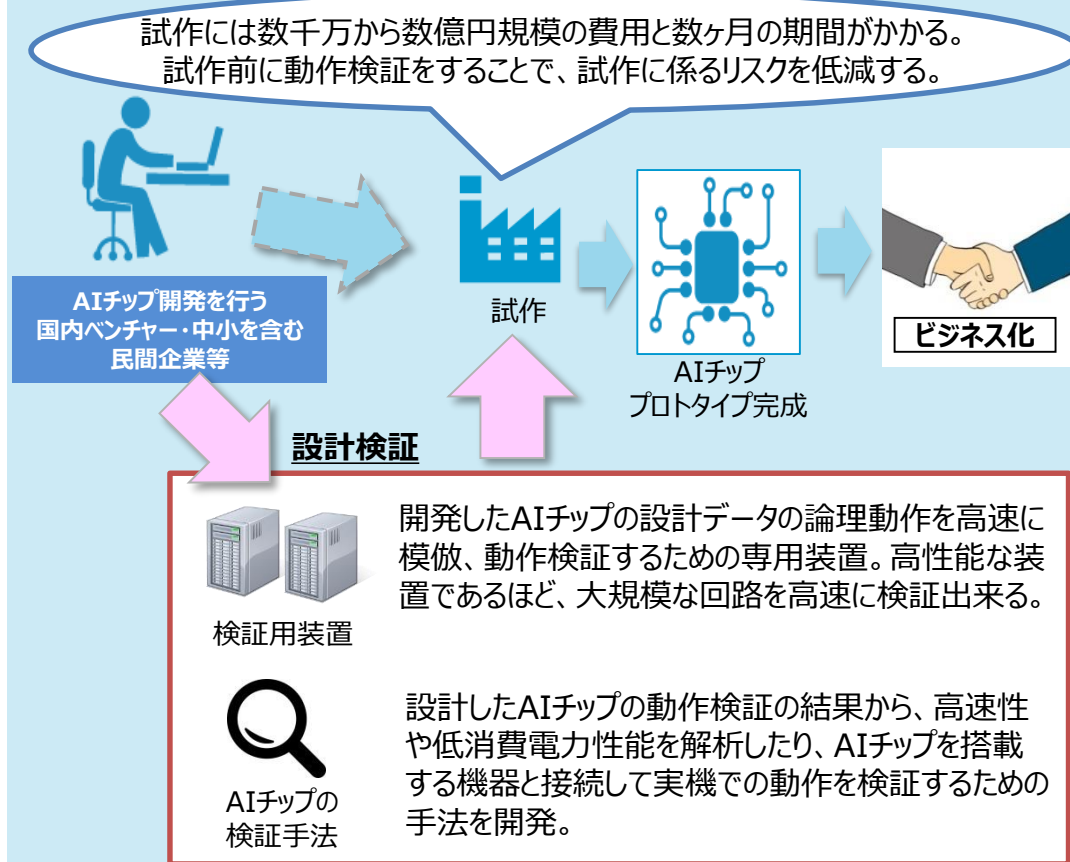 試作には数千万から数億円規模の費用と数ヶ月の期間がかかる。
試作前に動作検証をすることで、試作に係るリスクを低減する。
AIチップ開発を行う
国内ベンチャー・中小を含む
民間企業等
試作
AIチップ
プロトタイプ完成
ビジネス化
設計検証
検証用装置
開発したAIチップの設計データの論理動作を高速に
模倣、動作検証するための専用装置。高性能な装
置であるほど、大規模な回路を高速に検証出来る。
AIチップの
検証手法
設計したAIチップの動作検証の結果から、高速性
や低消費電力性能を解析したり、AIチップを搭載
する機器と接続して実機での動作を検証するための
手法を開発。